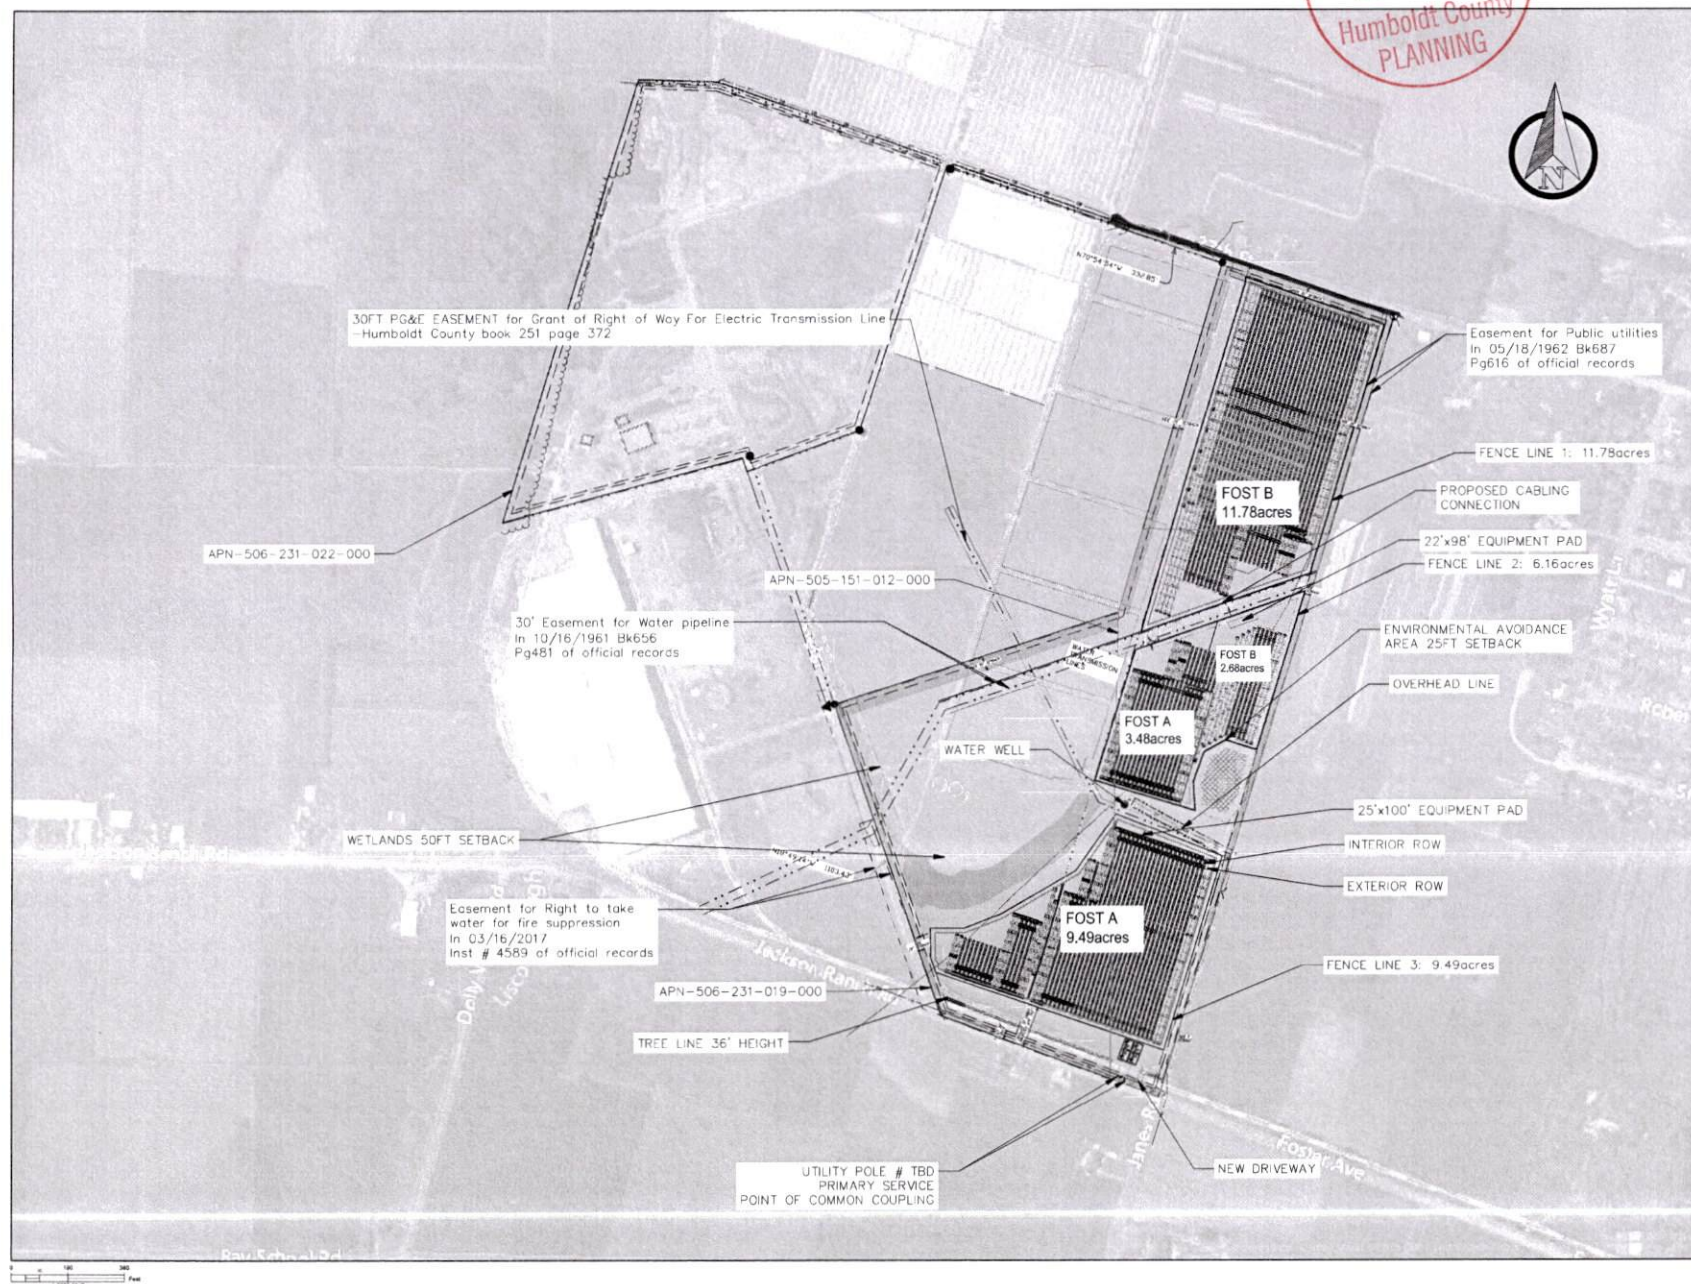 Humboldt County
PLANNING
N
30FT PG&E EASEMENT for Grant of Right of Way For Electric Transmission Line
-Humboldt County book 251 page 372
Easement for Public utilities
In 05/18/1962 Bk687
Pg616 of official records
FENCE LINE 1: 11.78acres
PROPOSED CABLING
CONNECTION
FOST B
11.78acres
22'x98' EQUIPMENT PAD
APN-506-231-022-000
FENCE LINE 2: 6.16acres
APN-505-151-012-000
30' Easement for Water pipeline
In 10/16/1961 Bk656
Pg481 of official records
ENVIRONMENTAL AVOIDANCE
AREA 25FT SETBACK
WATER
TRANSMISSION
LINES
FOST B
2.68acres
OVERHEAD LINE
FOST A
3.48acres
WATER WELL
25'x100' EQUIPMENT PAD
WETLANDS 50FT SETBACK
INTERIOR ROW
EXTERIOR ROW
Easement for Right to take
water for fire suppression
In 03/16/2017
Inst # 4589 of official records
FOST A
9.49acres
FENCE LINE 3: 9.49acres
APN-506-231-019-000
TREE LINE 36' HEIGHT
Foster Ave
NEW DRIVEWAY
UTILITY POLE # TBD
PRIMARY SERVICE
POINT OF COMMON COUPLING
Bay School Rd
Feet